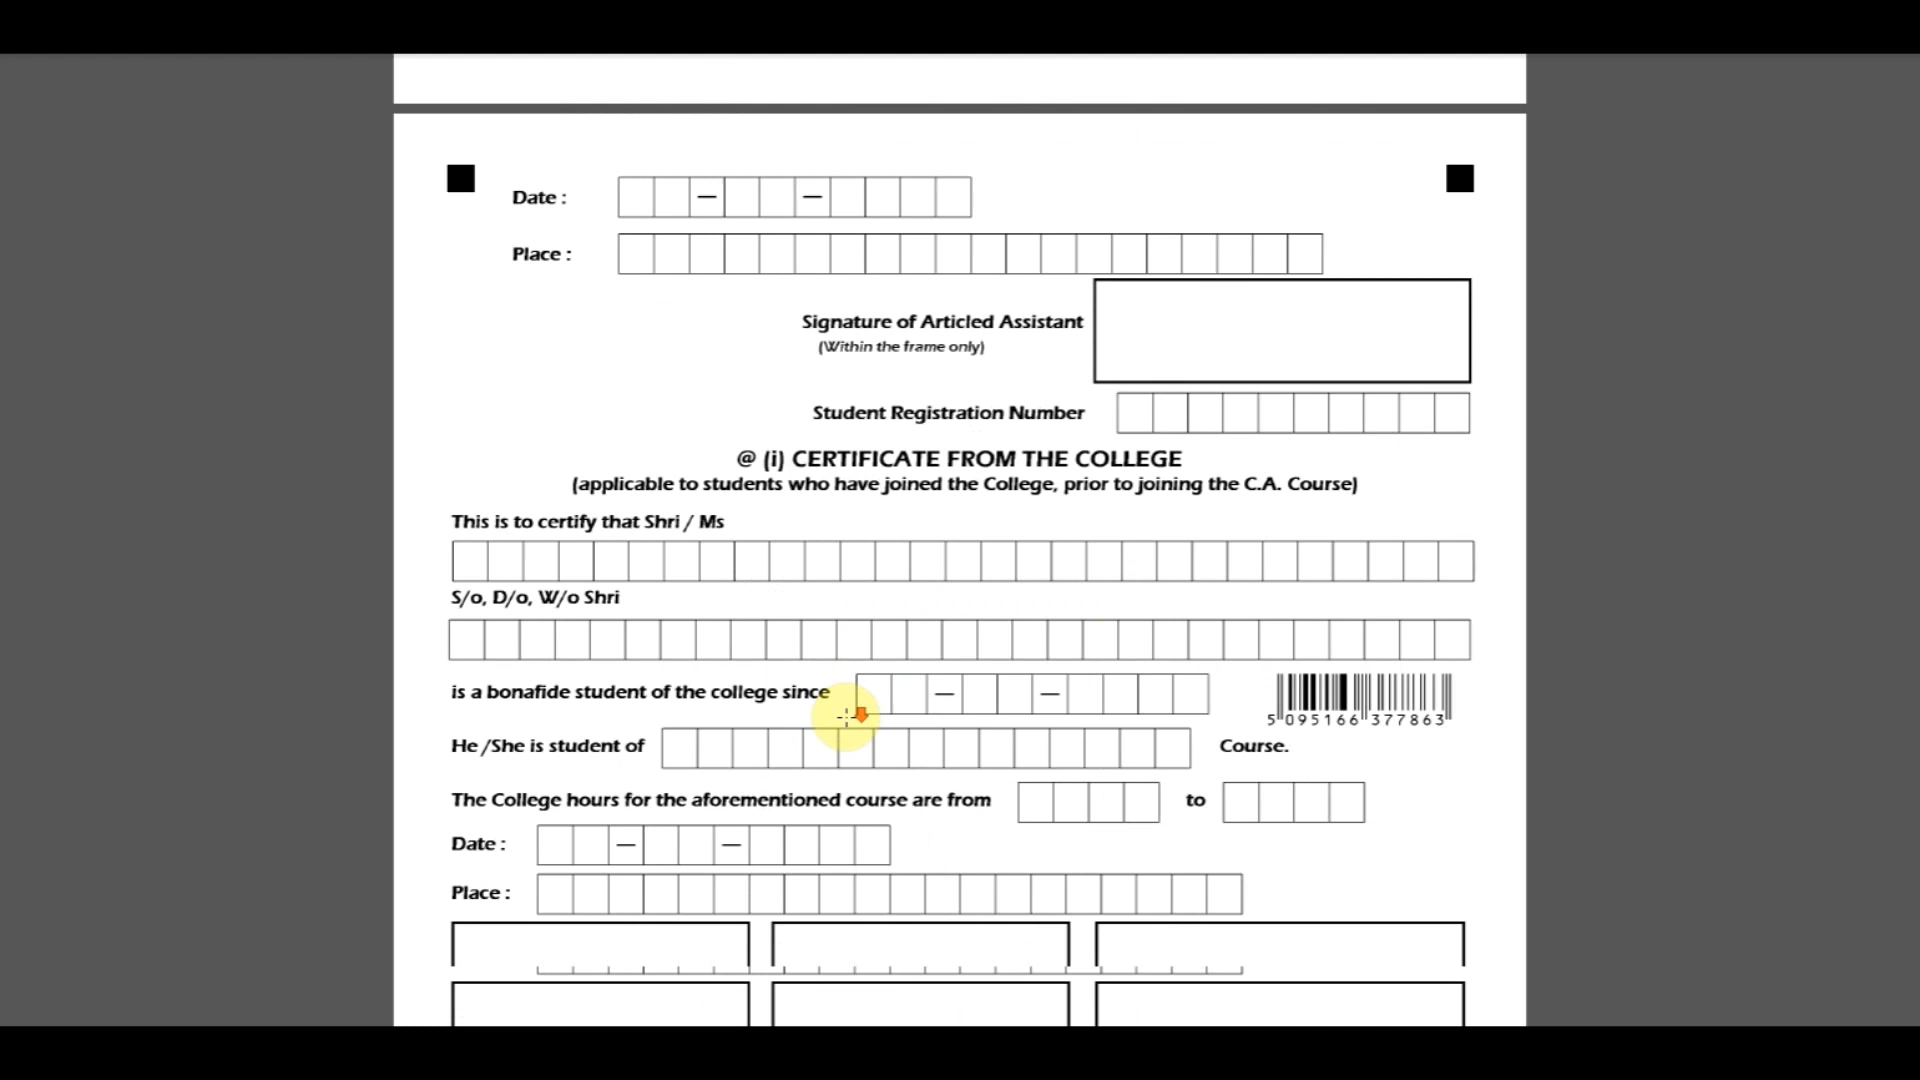 Date : — —
Place :
Signature of Articled Assistant
(Within the frame only)
Student Registration Number
@ (i) CERTIFICATE FROM THE COLLEGE
(applicable to students who have joined the College, prior to joining the C.A. Course)
This is to certify that Shri / Ms
S/o, D/o, W/o Shri
is a bonafide student of the college since — —
5 095166 377863
He /She is student of Course.
The College hours for the aforementioned course are from to
Date : — —
Place :